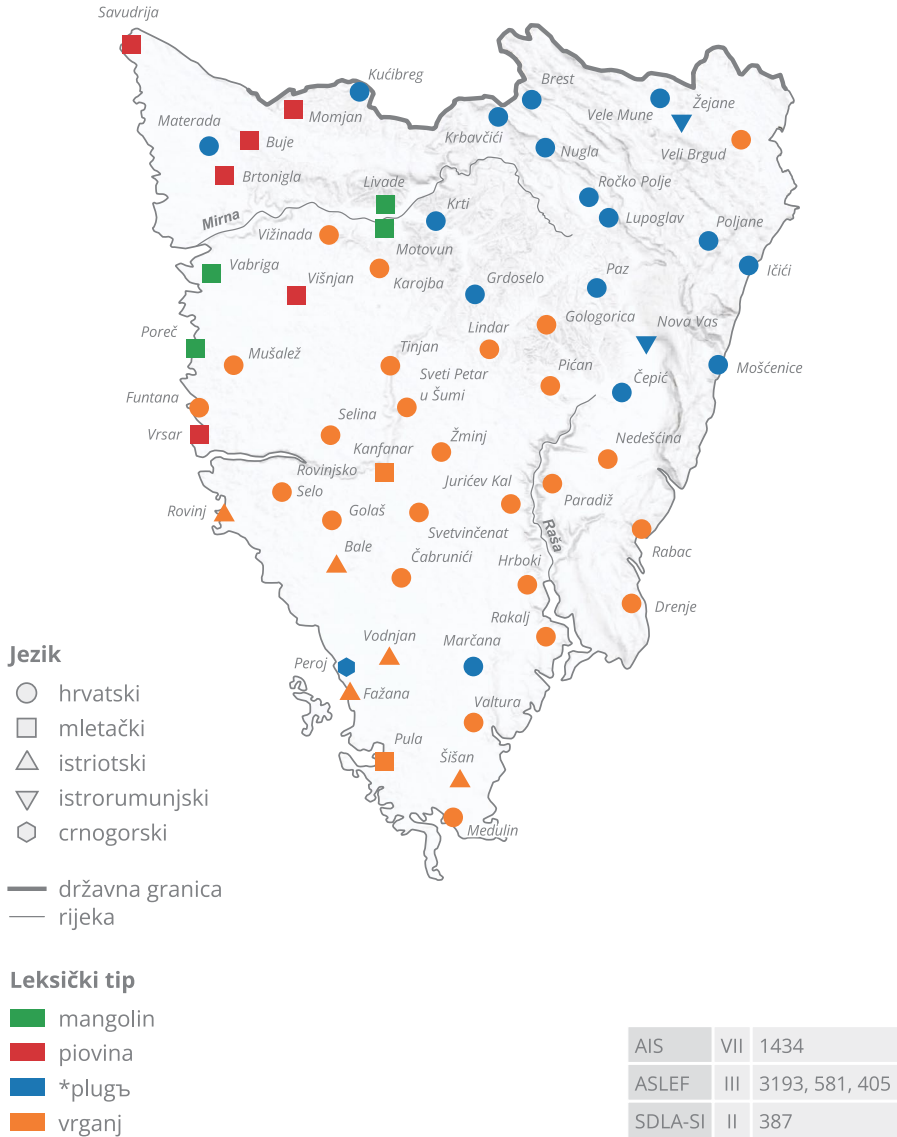 Savudrija
Kućibreg
Brest
Momjan
Vele Mune
Žejane
Materada
Krbavčići
Buje
Nugla
Veli Brgud
Brtonigla
Livade
Ročko Polje
Mirna
Krti
Lupoglav
Poljane
Vižinada
Motovun
Vabriga
Višnjan
Karojba
Grdoselo
Paz
Ičići
Gologorica
Nova Vas
Poreč
Lindar
Mušalež
Tinjan
Pićan
Mošćenice
Sveti Petar
u Šumi
Čepić
Funtana
Selina
Vrsar
Žminj
Nedešćina
Kanfanar
Rovinjsko
Selo
Jurićev Kal
Paradiž
Rovinj
Golaš
Svetvinčenat
Raša
Bale
Čabrunići
Hrboki
Rabac
Drenje
Rakalj
Vodnjan
Marčana
Peroj
Fažana
Valtura
Pula
Šišan
Medulin
Jezik
hrvatski
mletački
istriotski
istrorumunjski
crnogorski
državna granica
rijeka
Leksički tip
mangolin
piovina
*plugъ
vrganj
AIS VII 1434
ASLEF III 3193, 581, 405
SDLA-SI II 387